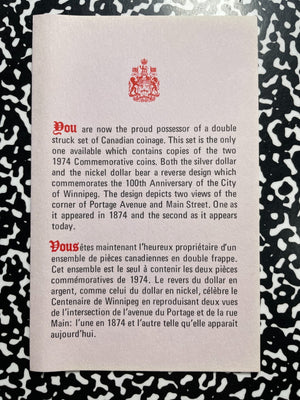 You are now the proud possessor of a double
struck set of Canadian coinage. This set is the
only one available which contains copies of the two
1974 Commemorative coins. Both the silver dollar
and the nickel dollar bear a reverse design which
commemorates the 100th Anniversary of the City
of Winnipeg. The design depicts two views of the
corner of Portage Avenue and Main Street. One as
it appeared in 1874 and the second as it appears
today.
Vous êtes maintenant l'heureux propriétaire d'un
ensemble de pièces canadiennes en double frappe.
Cet ensemble est le seul à contenir les deux pièces
commémoratives de 1974. Le revers du dollar en
argent, comme celui du dollar en nickel, célèbre le
Centenaire de Winnipeg en reproduisant deux vues
de l'intersection de l'avenue du Portage et de la rue
Main: l'une en 1874 et l'autre telle qu'elle apparait
aujourd'hui.